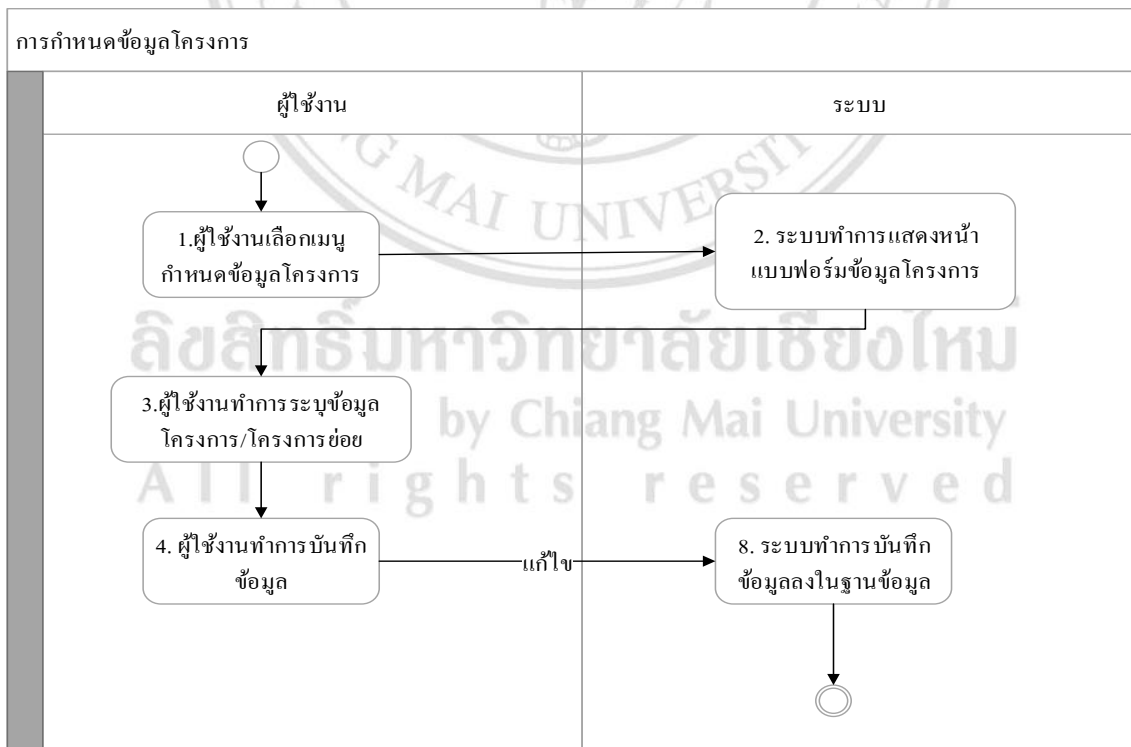 การกำหนดข้อมูลโครงการ
ผู้ใช้งาน
ระบบ
1.ผู้ใช้งานเลือกเมนู
กำหนดข้อมูลโครงการ
2. ระบบทำการแสดงหน้า
แบบฟอร์มข้อมูลโครงการ
3.ผู้ใช้งานทำการระบุข้อมูล
โครงการ/โครงการย่อย
4. ผู้ใช้งานทำการบันทึก
ข้อมูล
แก้ไข
8. ระบบทำการบันทึก
ข้อมูลลงในฐานข้อมูล
NG MAI UNIVERSIT
ลิขสิทธิ์มหาวิทยาลัยเชียงใหม่
by Chiang Mai University
All rights reserved